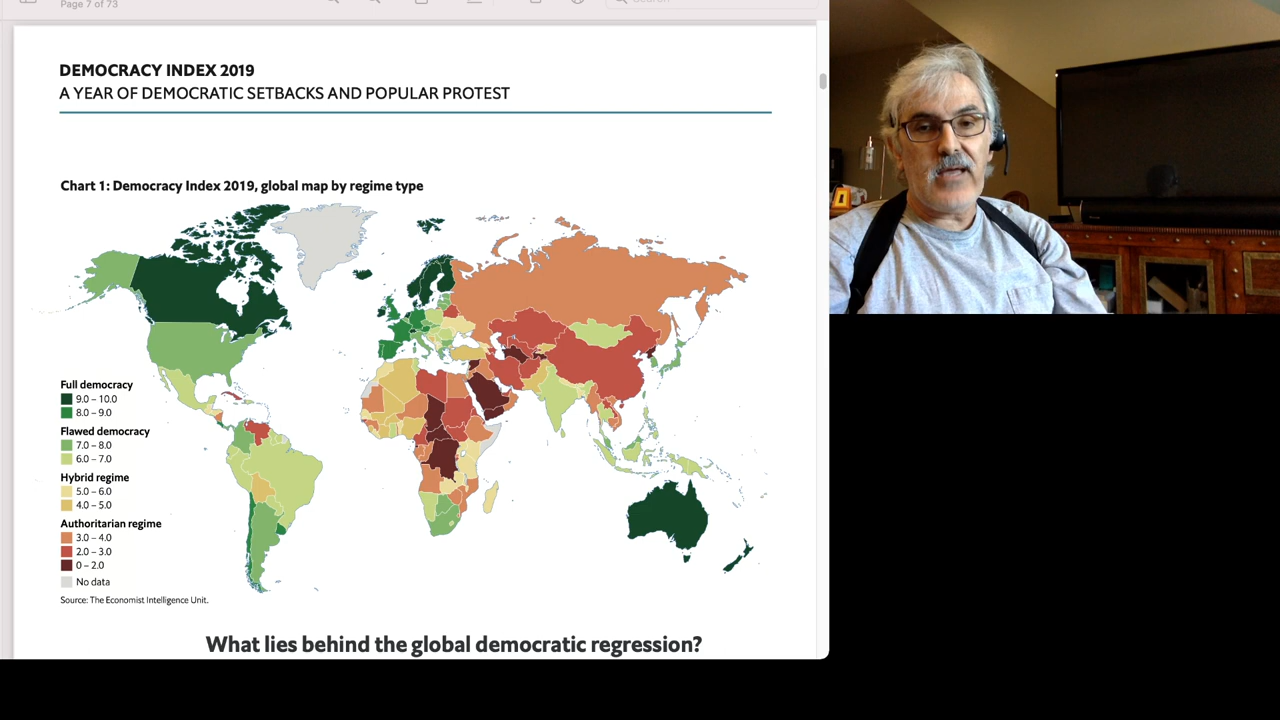 Page 7 of 73
Search
DEMOCRACY INDEX 2019
A YEAR OF DEMOCRATIC SETBACKS AND POPULAR PROTEST
Chart 1: Democracy Index 2019, global map by regime type
Full democracy
9.0 – 10.0
8.0 – 9.0
Flawed democracy
7.0 – 8.0
6.0 – 7.0
Hybrid regime
5.0 – 6.0
4.0 – 5.0
Authoritarian regime
3.0 – 4.0
2.0 – 3.0
0 – 2.0
No data
Source: The Economist Intelligence Unit.
What lies behind the global democratic regression?